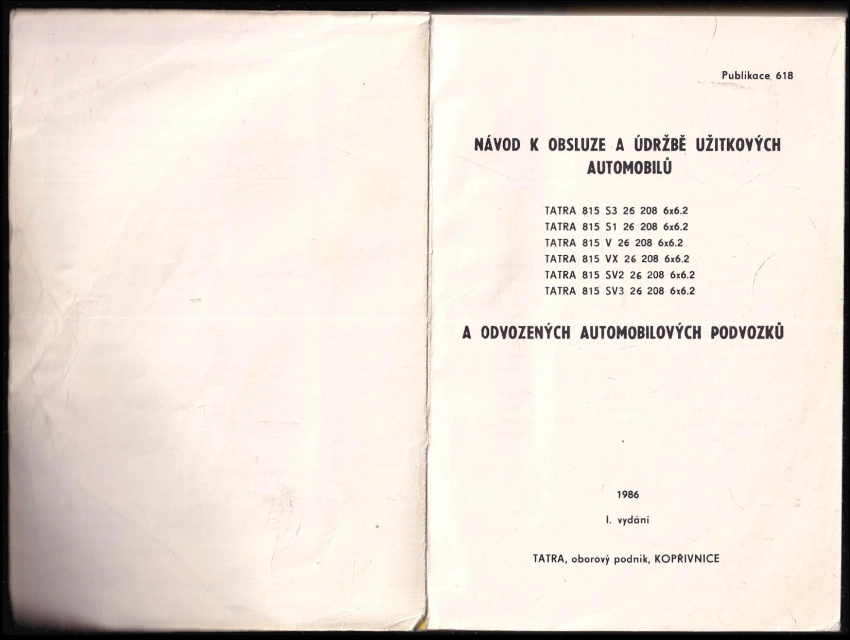 Publikace 618
NÁVOD K OBSLUZE A ÚDRŽBĚ UŽITKOVÝCH
AUTOMOBILŮ
TATRA 815 S3 26 208 6x6.2
TATRA 815 S1 26 208 6x6.2
TATRA 815 V 26 208 6x6.2
TATRA 815 VX 26 208 6x6.2
TATRA 815 SV2 26 208 6x6.2
TATRA 815 SV3 26 208 6x6.2
A ODVOZENÝCH AUTOMOBILOVÝCH PODVOZKŮ
1986
I. vydání
TATRA, oborový podnik, KOPŘIVNICE